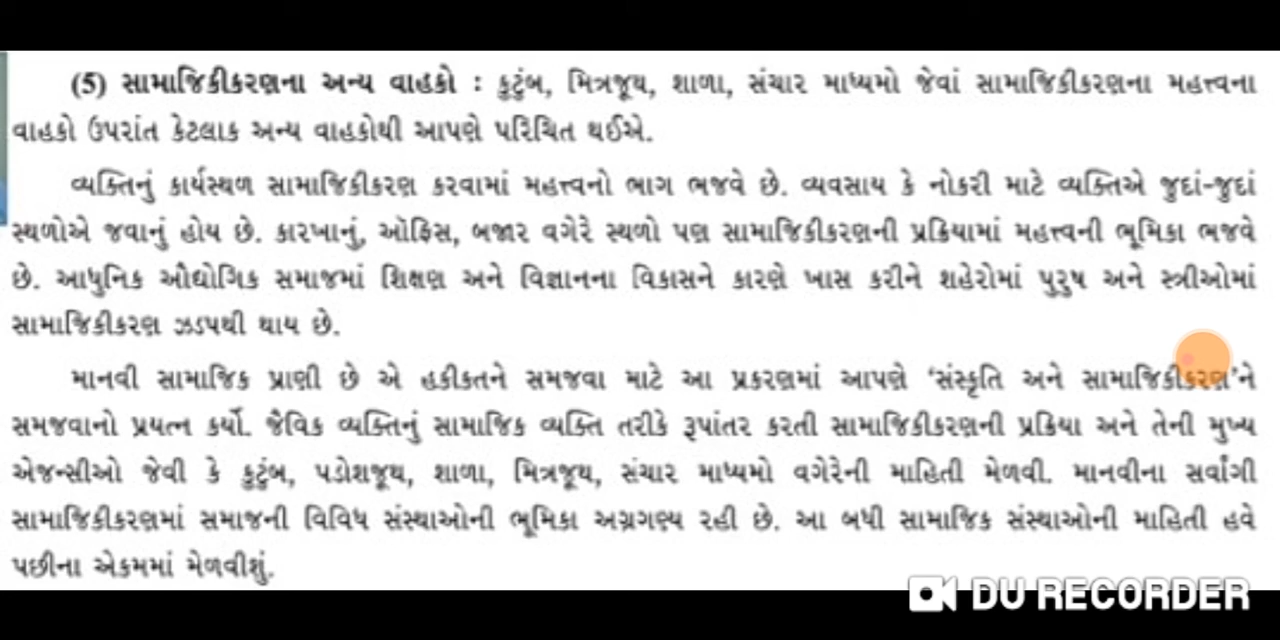 (5) સામાજિકીકરણના અન્ય વાહકો : કુટુંબ, મિત્રજૂથ, શાળા, સંચાર માધ્યમો જેવાં સામાજિકીકરણના મહત્ત્વના
વાહકો ઉપરાંત કેટલાક અન્ય વાહકોથી આપણે પરિચિત થઈએ.
વ્યક્તિનું કાર્યસ્થળ સામાજિકીકરણ કરવામાં મહત્ત્વનો ભાગ ભજવે છે. વ્યવસાય કે નોકરી માટે વ્યક્તિએ જુદાં-જુદાં
સ્થળોએ જવાનું હોય છે. કારખાનું, ઑફિસ, બજાર વગેરે સ્થળો પણ સામાજિકીકરણની પ્રક્રિયામાં મહત્ત્વની ભૂમિકા ભજવે
છે. આધુનિક ઔદ્યોગિક સમાજમાં શિક્ષણ અને વિજ્ઞાનના વિકાસને કારણે ખાસ કરીને શહેરોમાં પુરુષ અને સ્ત્રીઓમાં
સામાજિકીકરણ ઝડપથી થાય છે.
માનવી સામાજિક પ્રાણી છે એ હકીકતને સમજવા માટે આ પ્રકરણમાં આપણે ‘સંસ્કૃતિ અને સામાજિકીકરણ’ને
સમજવાનો પ્રયત્ન કર્યો. જૈવિક વ્યક્તિનું સામાજિક વ્યક્તિ તરીકે રૂપાંતર કરતી સામાજિકીકરણની પ્રક્રિયા અને તેની મુખ્ય
એજન્સીઓ જેવી કે કુટુંબ, પડોશજૂથ, શાળા, મિત્રજૂથ, સંચાર માધ્યમો વગેરેની માહિતી મેળવી. માનવીના સર્વાંગી
સામાજિકીકરણમાં સમાજની વિવિધ સંસ્થાઓની ભૂમિકા અગ્રગણ્ય રહી છે. આ બધી સામાજિક સંસ્થાઓની માહિતી હવે
પછીના એકમમાં મેળવીશું.
DU RECORDER